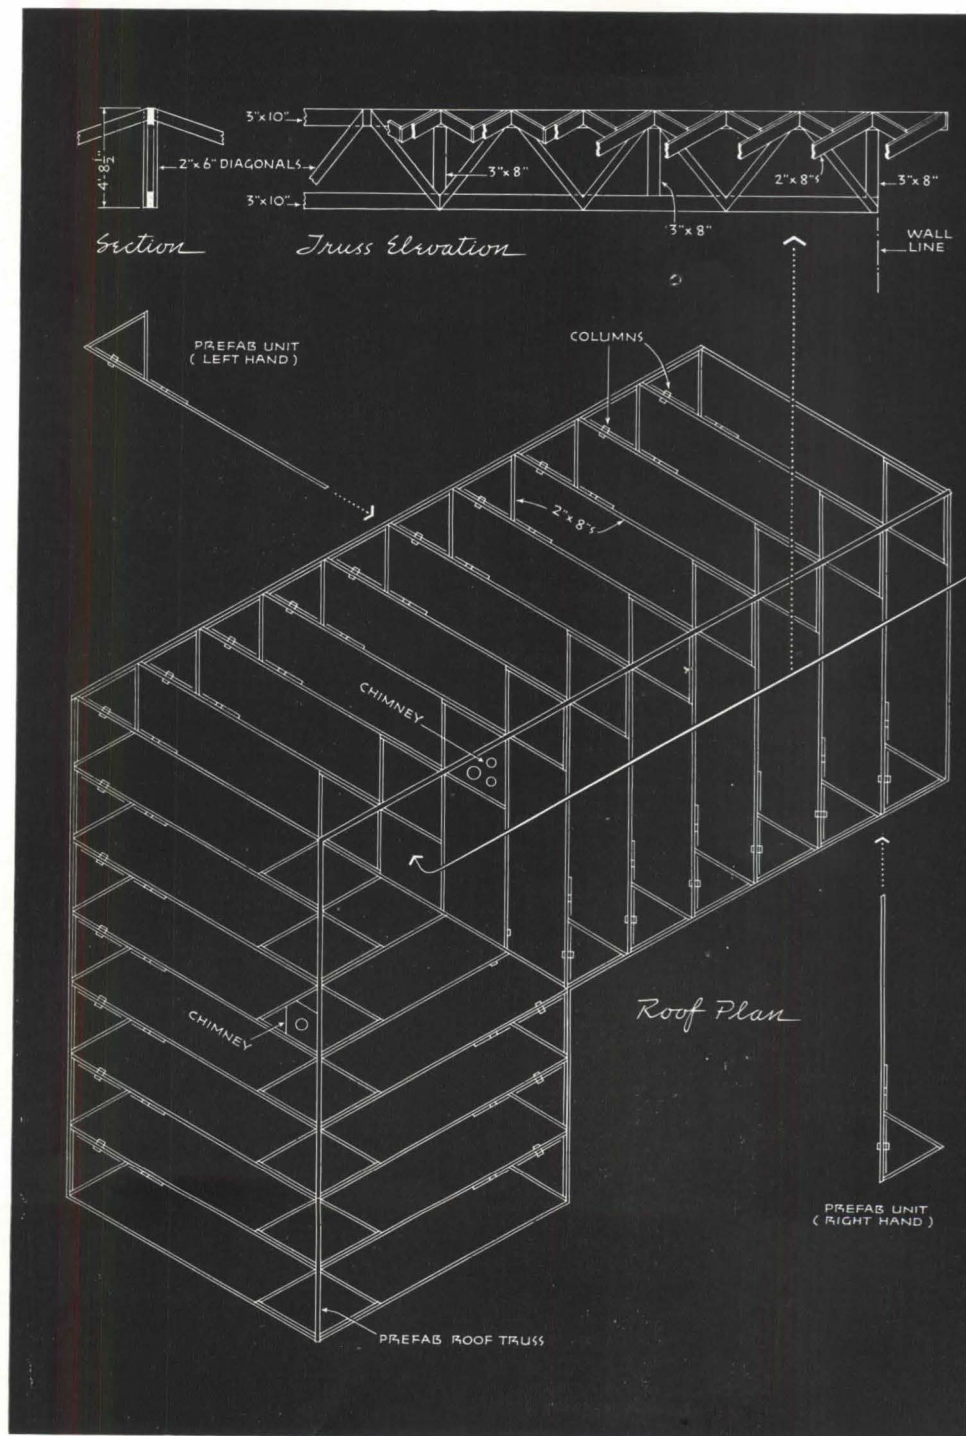 3"x10"
4'-8½"
2"x6" DIAGONALS
3"x8"
2"x8"s
3"x8"
3"x10"
3"x8"
WALL
LINE
Section
Truss Elevation
PREFAB UNIT
( LEFT HAND )
COLUMNS
2"x8"s
CHIMNEY
CHIMNEY
Roof Plan
PREFAB UNIT
( RIGHT HAND )
PREFAB ROOF TRUSS